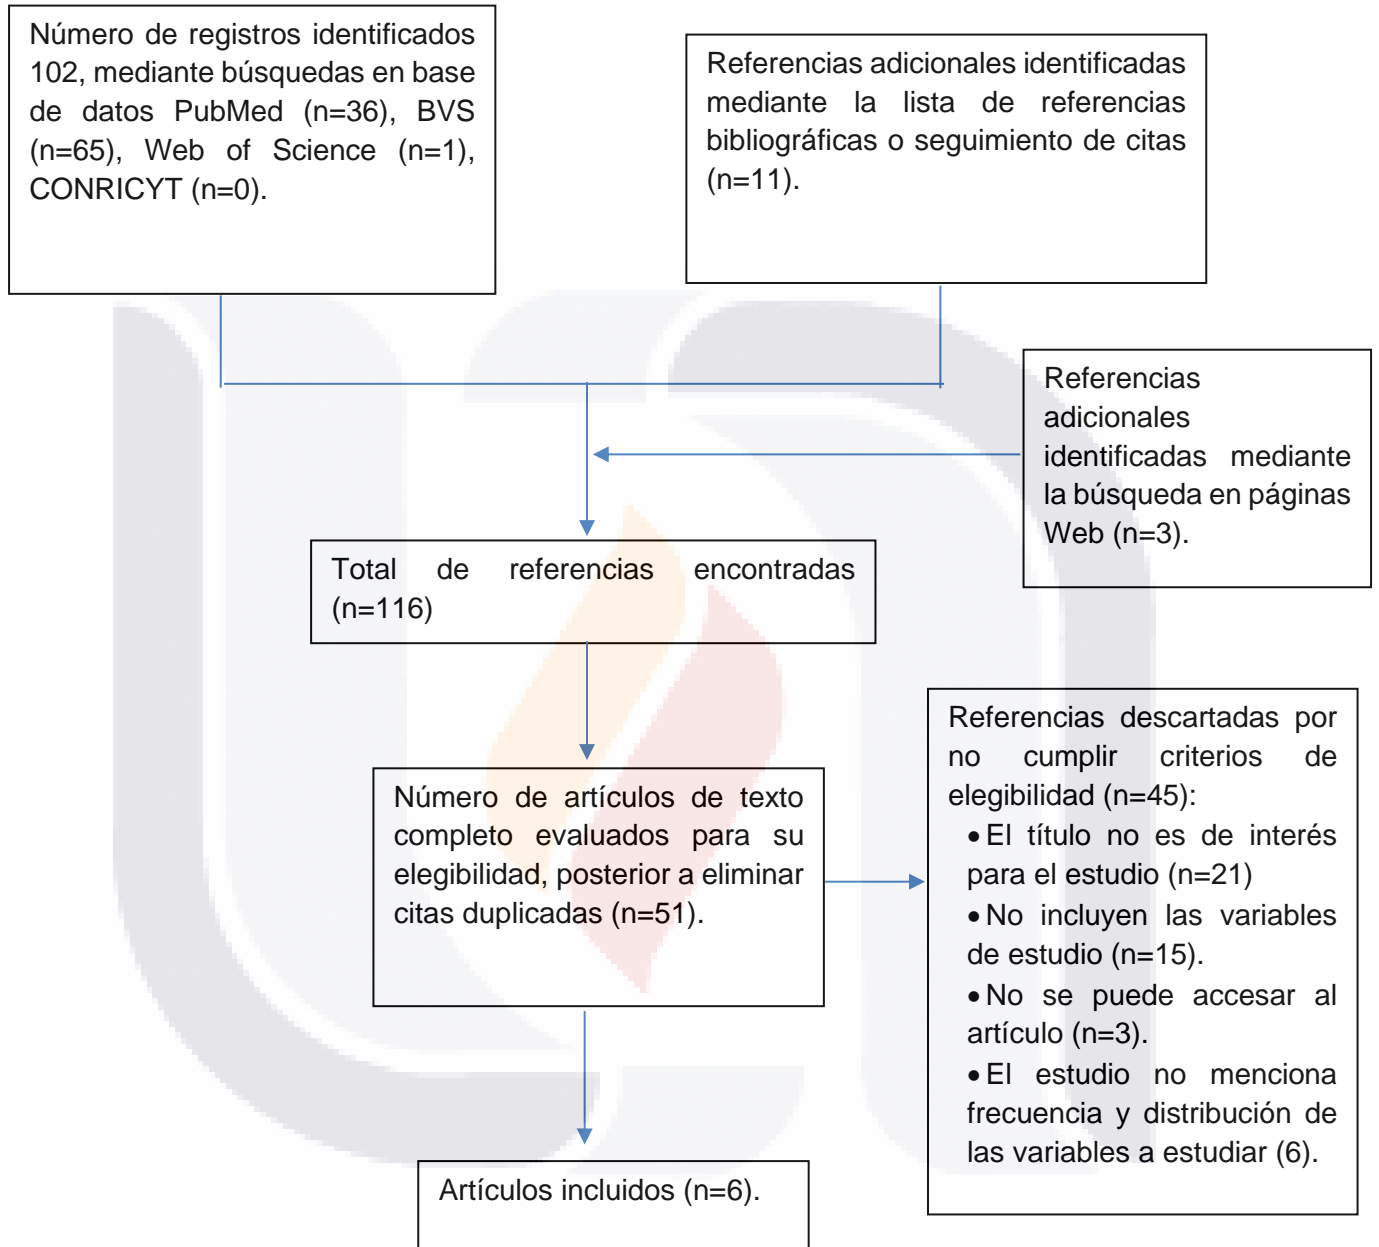 Número de registros identificados
102, mediante búsquedas en base
de datos PubMed (n=36), BVS
(n=65), Web of Science (n=1),
CONRICYT (n=0).
Referencias adicionales identificadas
mediante la lista de referencias
bibliográficas o seguimiento de citas
(n=11).
Referencias
adicionales
identificadas mediante
la búsqueda en páginas
Web (n=3).
Total de referencias encontradas
(n=116)
Número de artículos de texto
completo evaluados para su
elegibilidad, posterior a eliminar
citas duplicadas (n=51).
Referencias descartadas por
no cumplir criterios de
elegibilidad (n=45):
• El título no es de interés
para el estudio (n=21)
• No incluyen las variables
de estudio (n=15).
• No se puede accesar al
artículo (n=3).
• El estudio no menciona
frecuencia y distribución de
las variables a estudiar (6).
Artículos incluidos (n=6).